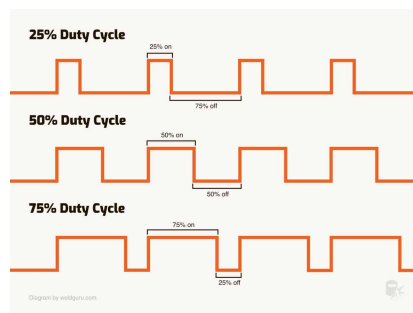 25% Duty Cycle
25% on
75% off
50% Duty Cycle
50% on
50% off
75% Duty Cycle
75% on
25% off
Diagram by weldguru.com